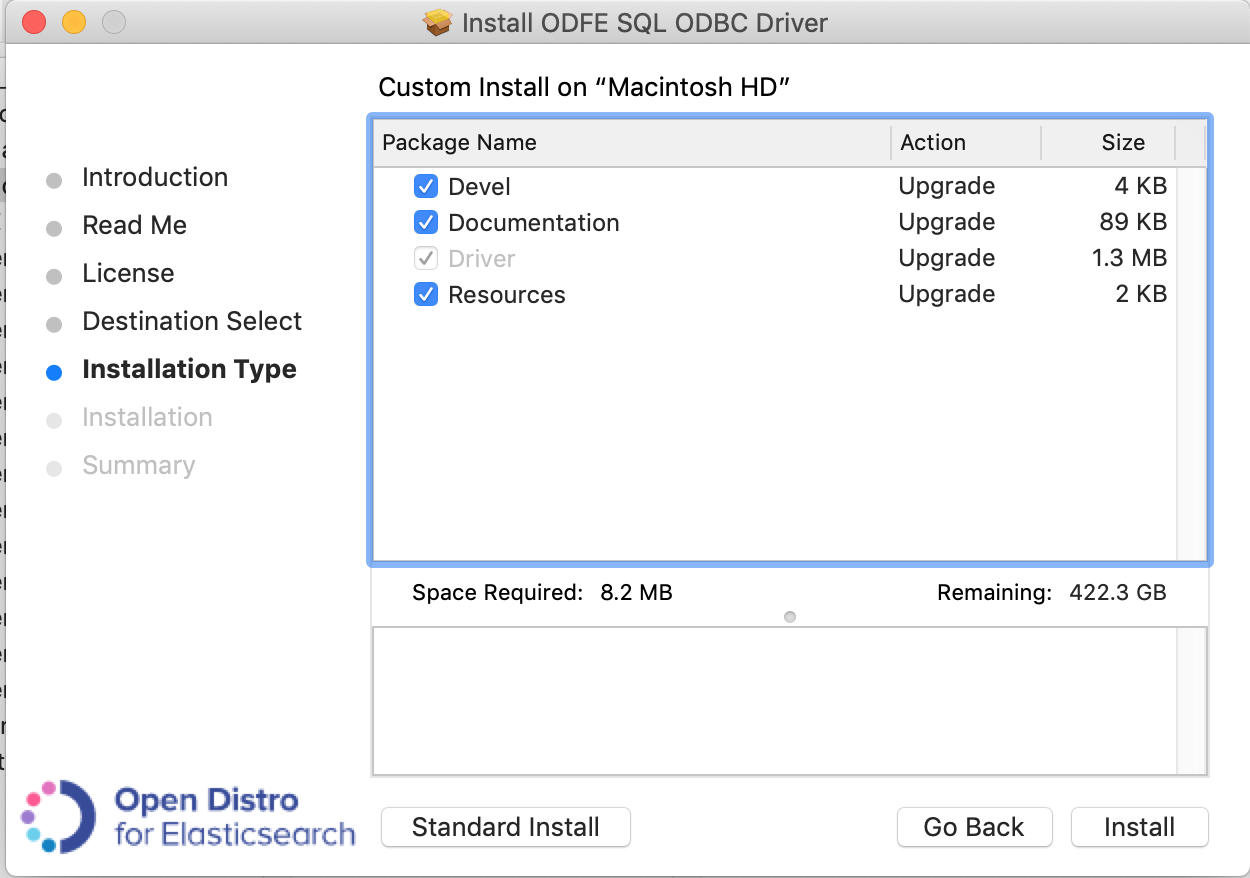 Install ODFE SQL ODBC Driver
Custom Install on “Macintosh HD”
Introduction
Read Me
License
Destination Select
Installation Type
Installation
Summary
Package Name Action Size
Devel Upgrade 4 KB
Documentation Upgrade 89 KB
Driver Upgrade 1.3 MB
Resources Upgrade 2 KB
Space Required: 8.2 MB Remaining: 422.3 GB
Open Distro
for Elasticsearch
Standard Install Go Back Install